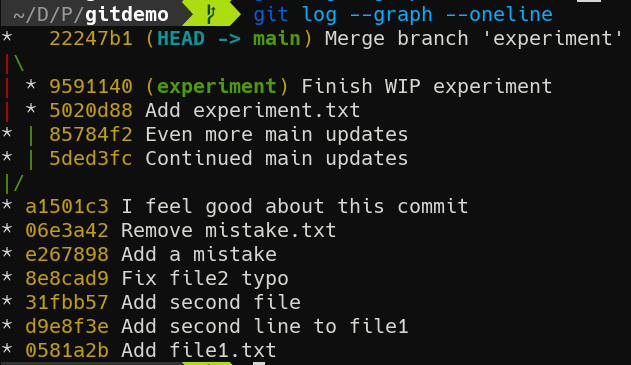 ~/D/P/gitdemo git log --graph --oneline
*   22247b1 (HEAD -> main) Merge branch 'experiment'
|\
| * 9591140 (experiment) Finish WIP experiment
| * 5020d88 Add experiment.txt
* | 85784f2 Even more main updates
* | 5ded3fc Continued main updates
|/
* a1501c3 I feel good about this commit
* 06e3a42 Remove mistake.txt
* e267898 Add a mistake
* 8e8cad9 Fix file2 typo
* 31fbb57 Add second file
* d9e8f3e Add second line to file1
* 0581a2b Add file1.txt